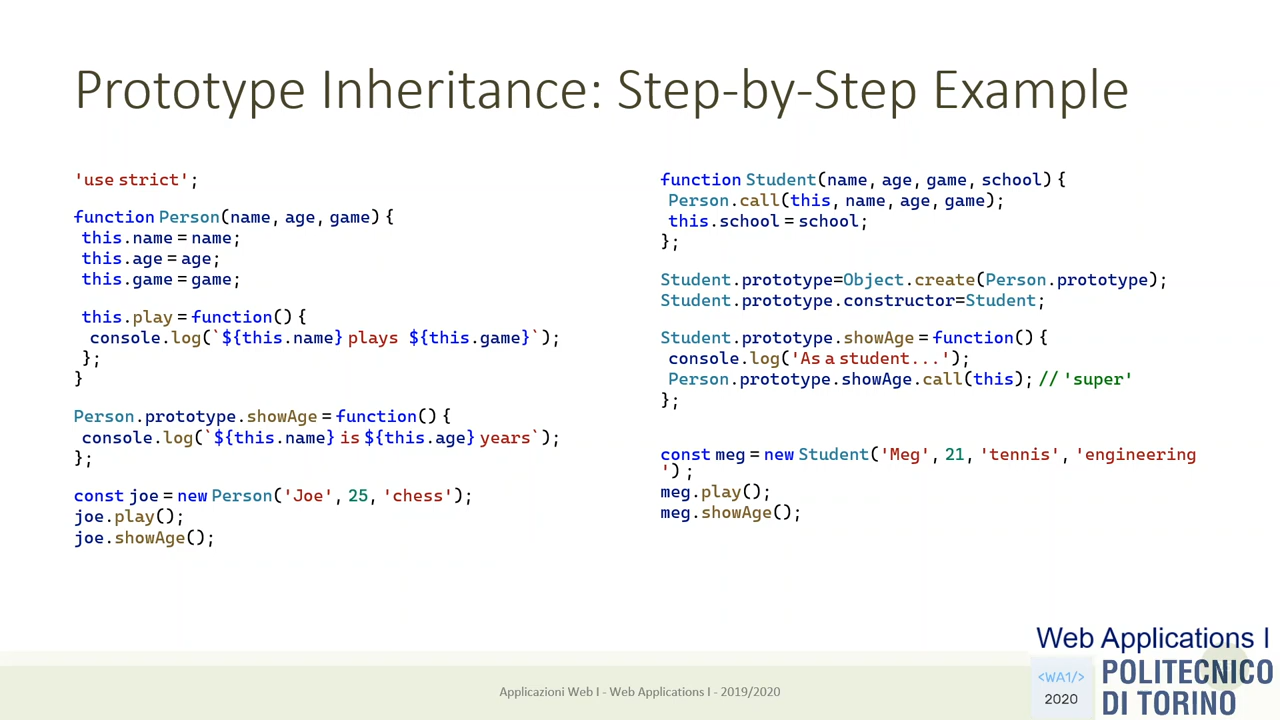 Prototype Inheritance: Step-by-Step Example
'use strict';
function Person(name, age, game) {
this.name = name;
this.age = age;
this.game = game;
this.play = function() {
console.log(`${this.name} plays ${this.game}`);
};
}
Person.prototype.showAge = function() {
console.log(`${this.name} is ${this.age} years`);
};
const joe = new Person('Joe', 25, 'chess');
joe.play();
joe.showAge();
function Student(name, age, game, school) {
Person.call(this, name, age, game);
this.school = school;
};
Student.prototype=Object.create(Person.prototype);
Student.prototype.constructor=Student;
Student.prototype.showAge = function() {
console.log('As a student...');
Person.prototype.showAge.call(this); // 'super'
};
const meg = new Student('Meg', 21, 'tennis', 'engineering
');
meg.play();
meg.showAge();
Applicazioni Web I - Web Applications I - 2019/2020
Web Applications I
<WA1/>
2020
POLITECNICO
DI TORINO